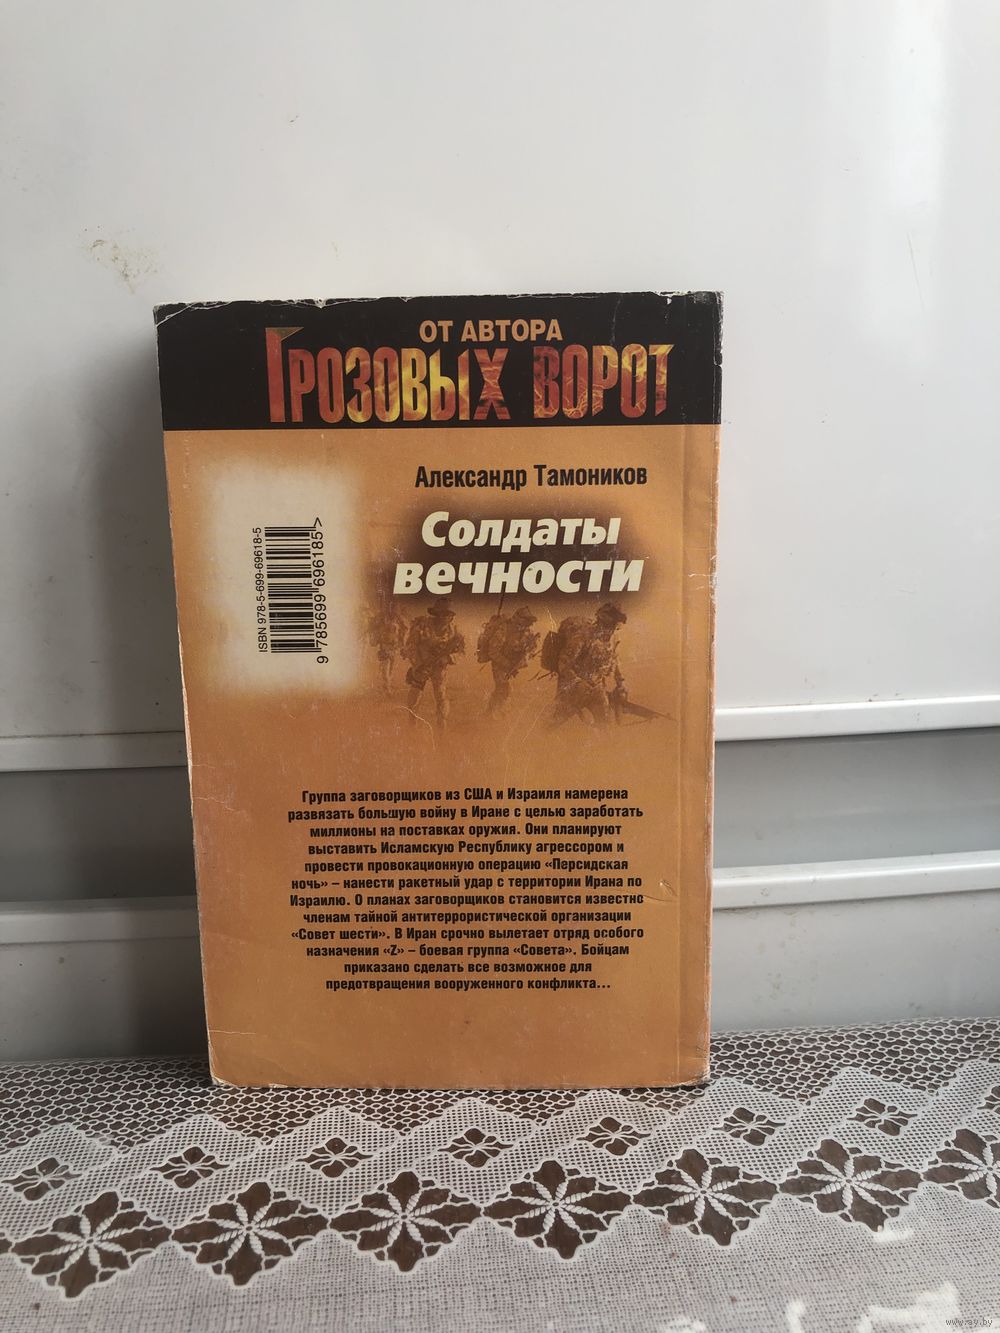 ОТ АВТОРА
ГРОЗОВЫХ ВОРОТ
Александр Тамоников
Солдаты
вечности
ISBN 978-5-699-69618-5
9 785699 696185>
Группа заговорщиков из США и Израиля намерена
развязать большую войну в Иране с целью заработать
миллионы на поставках оружия. Они планируют
выставить Исламскую Республику агрессором и
провести провокационную операцию «Персидская
ночь» – нанести ракетный удар с территории Ирана по
Израилю. О планах заговорщиков становится известно
членам тайной антитеррористической организации
«Совет шести». В Иран срочно вылетает отряд особого
назначения «Z» – боевая группа «Совета». Бойцам
приказано сделать все возможное для
предотвращения вооруженного конфликта...
www.ay.by